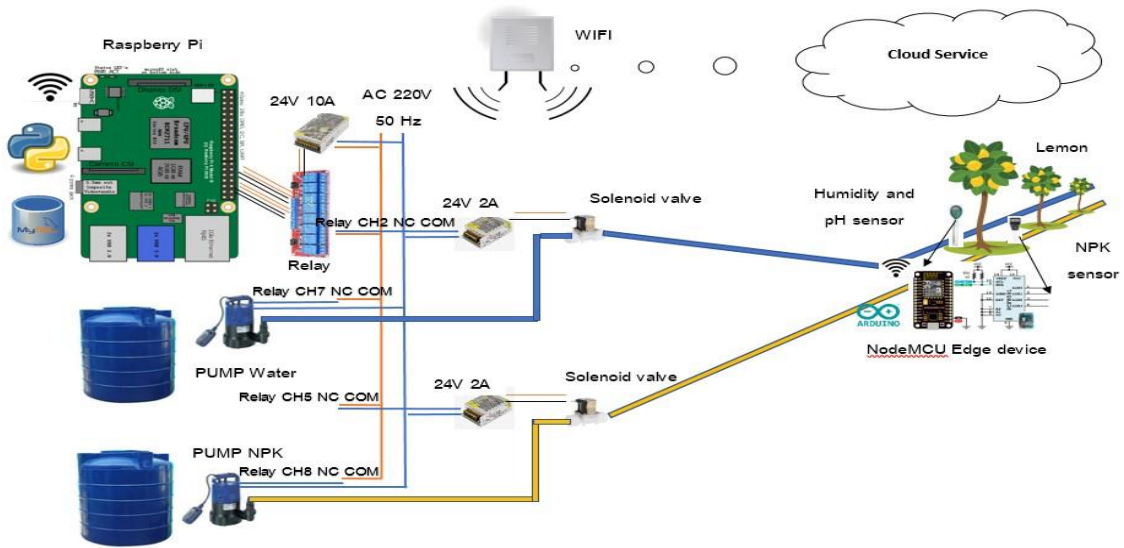 Raspberry Pi
WIFI
Cloud Service
24V 10A
AC 220V
50 Hz
Lemon
Humidity and
pH sensor
Solenoid valve
24V 2A
Relay CH2 NC COM
Relay
NPK
sensor
Relay CH7 NC COM
ARDUINO
NodeMCU Edge device
PUMP Water
24V 2A
Solenoid valve
Relay CH5 NC COM
PUMP NPK
Relay CH8 NC COM